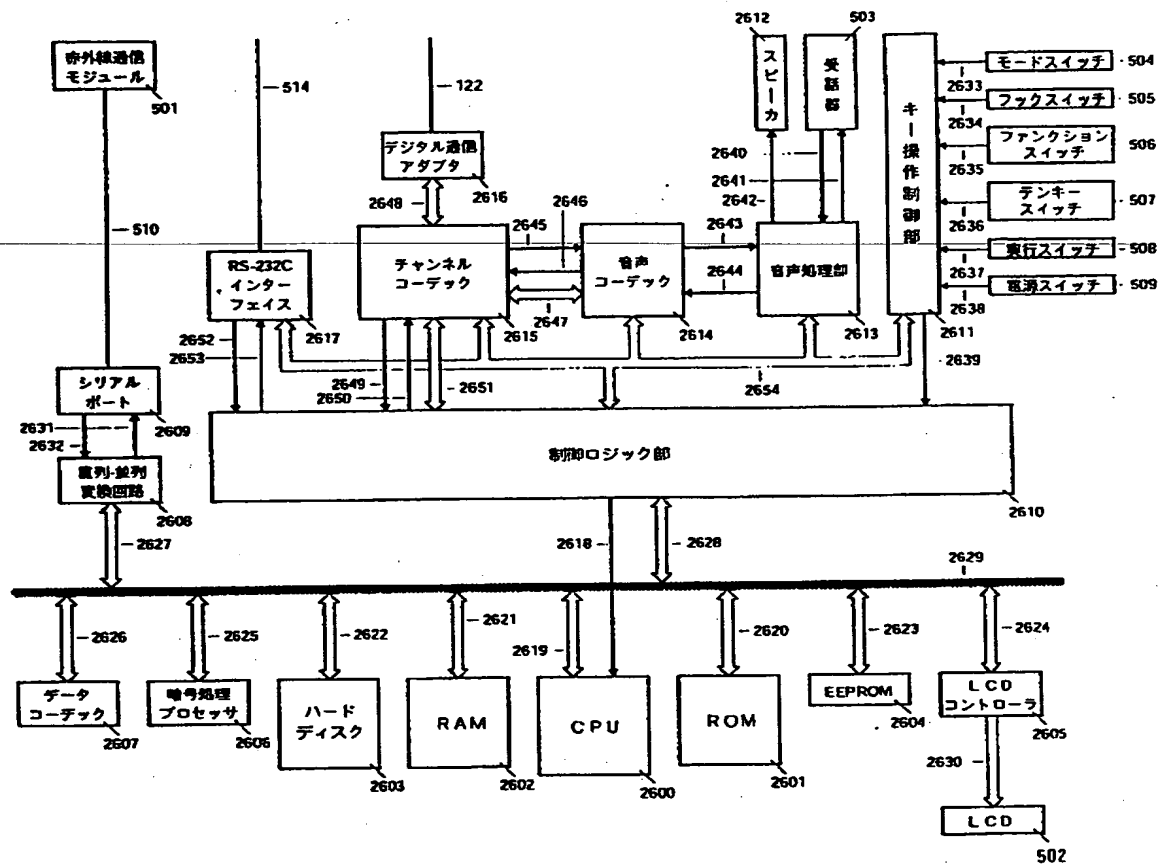 赤外線通信
モジュール
501
514
122
2612
スピーカ
503
受話器
モードスイッチ
504
2633
フックスイッチ
505
2634
ファンクション
スイッチ
506
2635
テンキー
スイッチ
507
2636
実行スイッチ
508
2637
電源スイッチ
509
2638
キー操作制御部
2611
2639
デジタル通信
アダプタ
2616
2648
2640
2641
2642
510
RS-232C
インター
フェイス
2617
チャンネル
コーデック
2615
2645
2646
2647
音声
コーデック
2614
2643
2644
音声処理部
2613
2652
2653
2649
2650
2651
2654
シリアル
ポート
2609
2631
2632
直列-並列
変換回路
2608
制御ロジック部
2610
2627
2618
2628
2629
2626
2625
2622
2621
2619
2620
2623
2624
データ
コーデック
2607
暗号処理
プロセッサ
2606
ハード
ディスク
2603
RAM
2602
CPU
2600
ROM
2601
EEPROM
2604
LCD
コントローラ
2605
2630
LCD
502